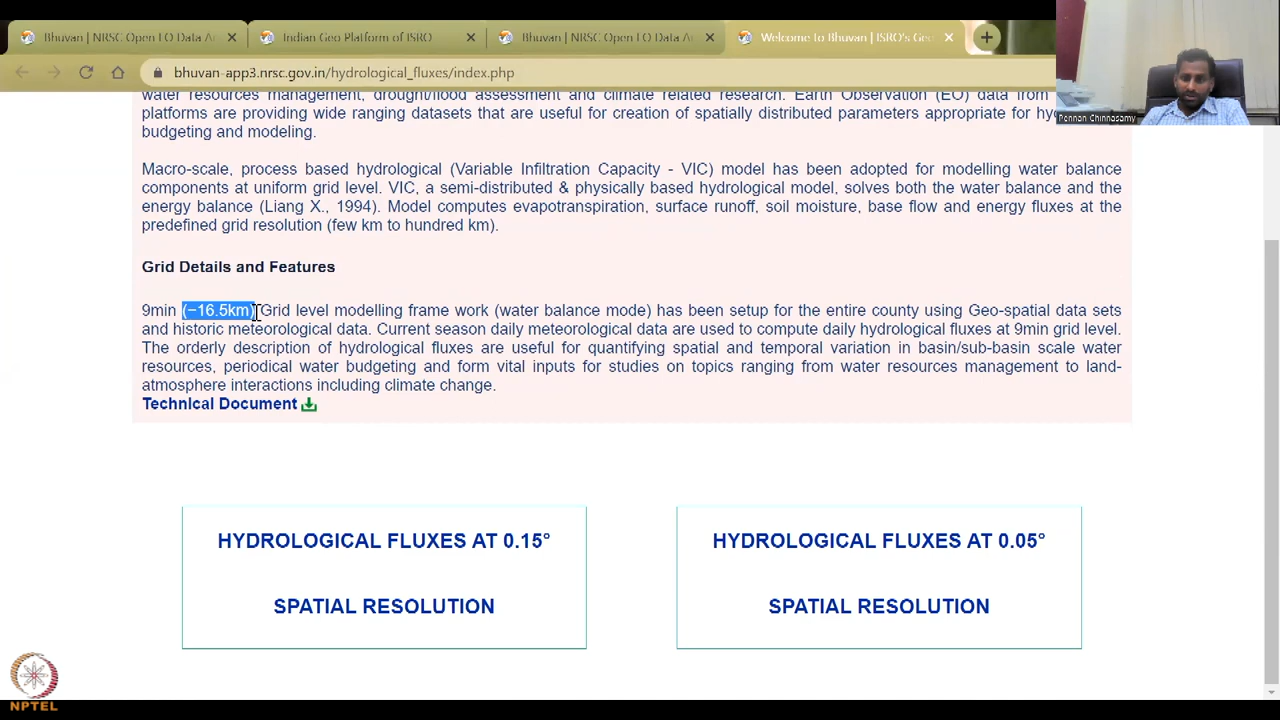 Bhuvan | NRSC Open EO Data A
Indian Geo Platform of ISRO
Bhuvan | NRSC Open EO Data A
Welcome to Bhuvan | ISRO's Geo
bhuvan-app3.nrsc.gov.in/hydrological_fluxes/index.php
Pennan Chinnasamy
water resources management, drought/flood assessment and climate related research. Earth Observation (EO) data from
platforms are providing wide ranging datasets that are useful for creation of spatially distributed parameters appropriate for hy
budgeting and modeling.
Macro-scale, process based hydrological (Variable Infiltration Capacity - VIC) model has been adopted for modelling water balance
components at uniform grid level. VIC, a semi-distributed & physically based hydrological model, solves both the water balance and the
energy balance (Liang X., 1994). Model computes evapotranspiration, surface runoff, soil moisture, base flow and energy fluxes at the
predefined grid resolution (few km to hundred km).
Grid Details and Features
9min (~16.5km) Grid level modelling frame work (water balance mode) has been setup for the entire county using Geo-spatial data sets
and historic meteorological data. Current season daily meteorological data are used to compute daily hydrological fluxes at 9min grid level.
The orderly description of hydrological fluxes are useful for quantifying spatial and temporal variation in basin/sub-basin scale water
resources, periodical water budgeting and form vital inputs for studies on topics ranging from water resources management to land-
atmosphere interactions including climate change.
Technical Document
HYDROLOGICAL FLUXES AT 0.15°
SPATIAL RESOLUTION
HYDROLOGICAL FLUXES AT 0.05°
SPATIAL RESOLUTION
NPTEL